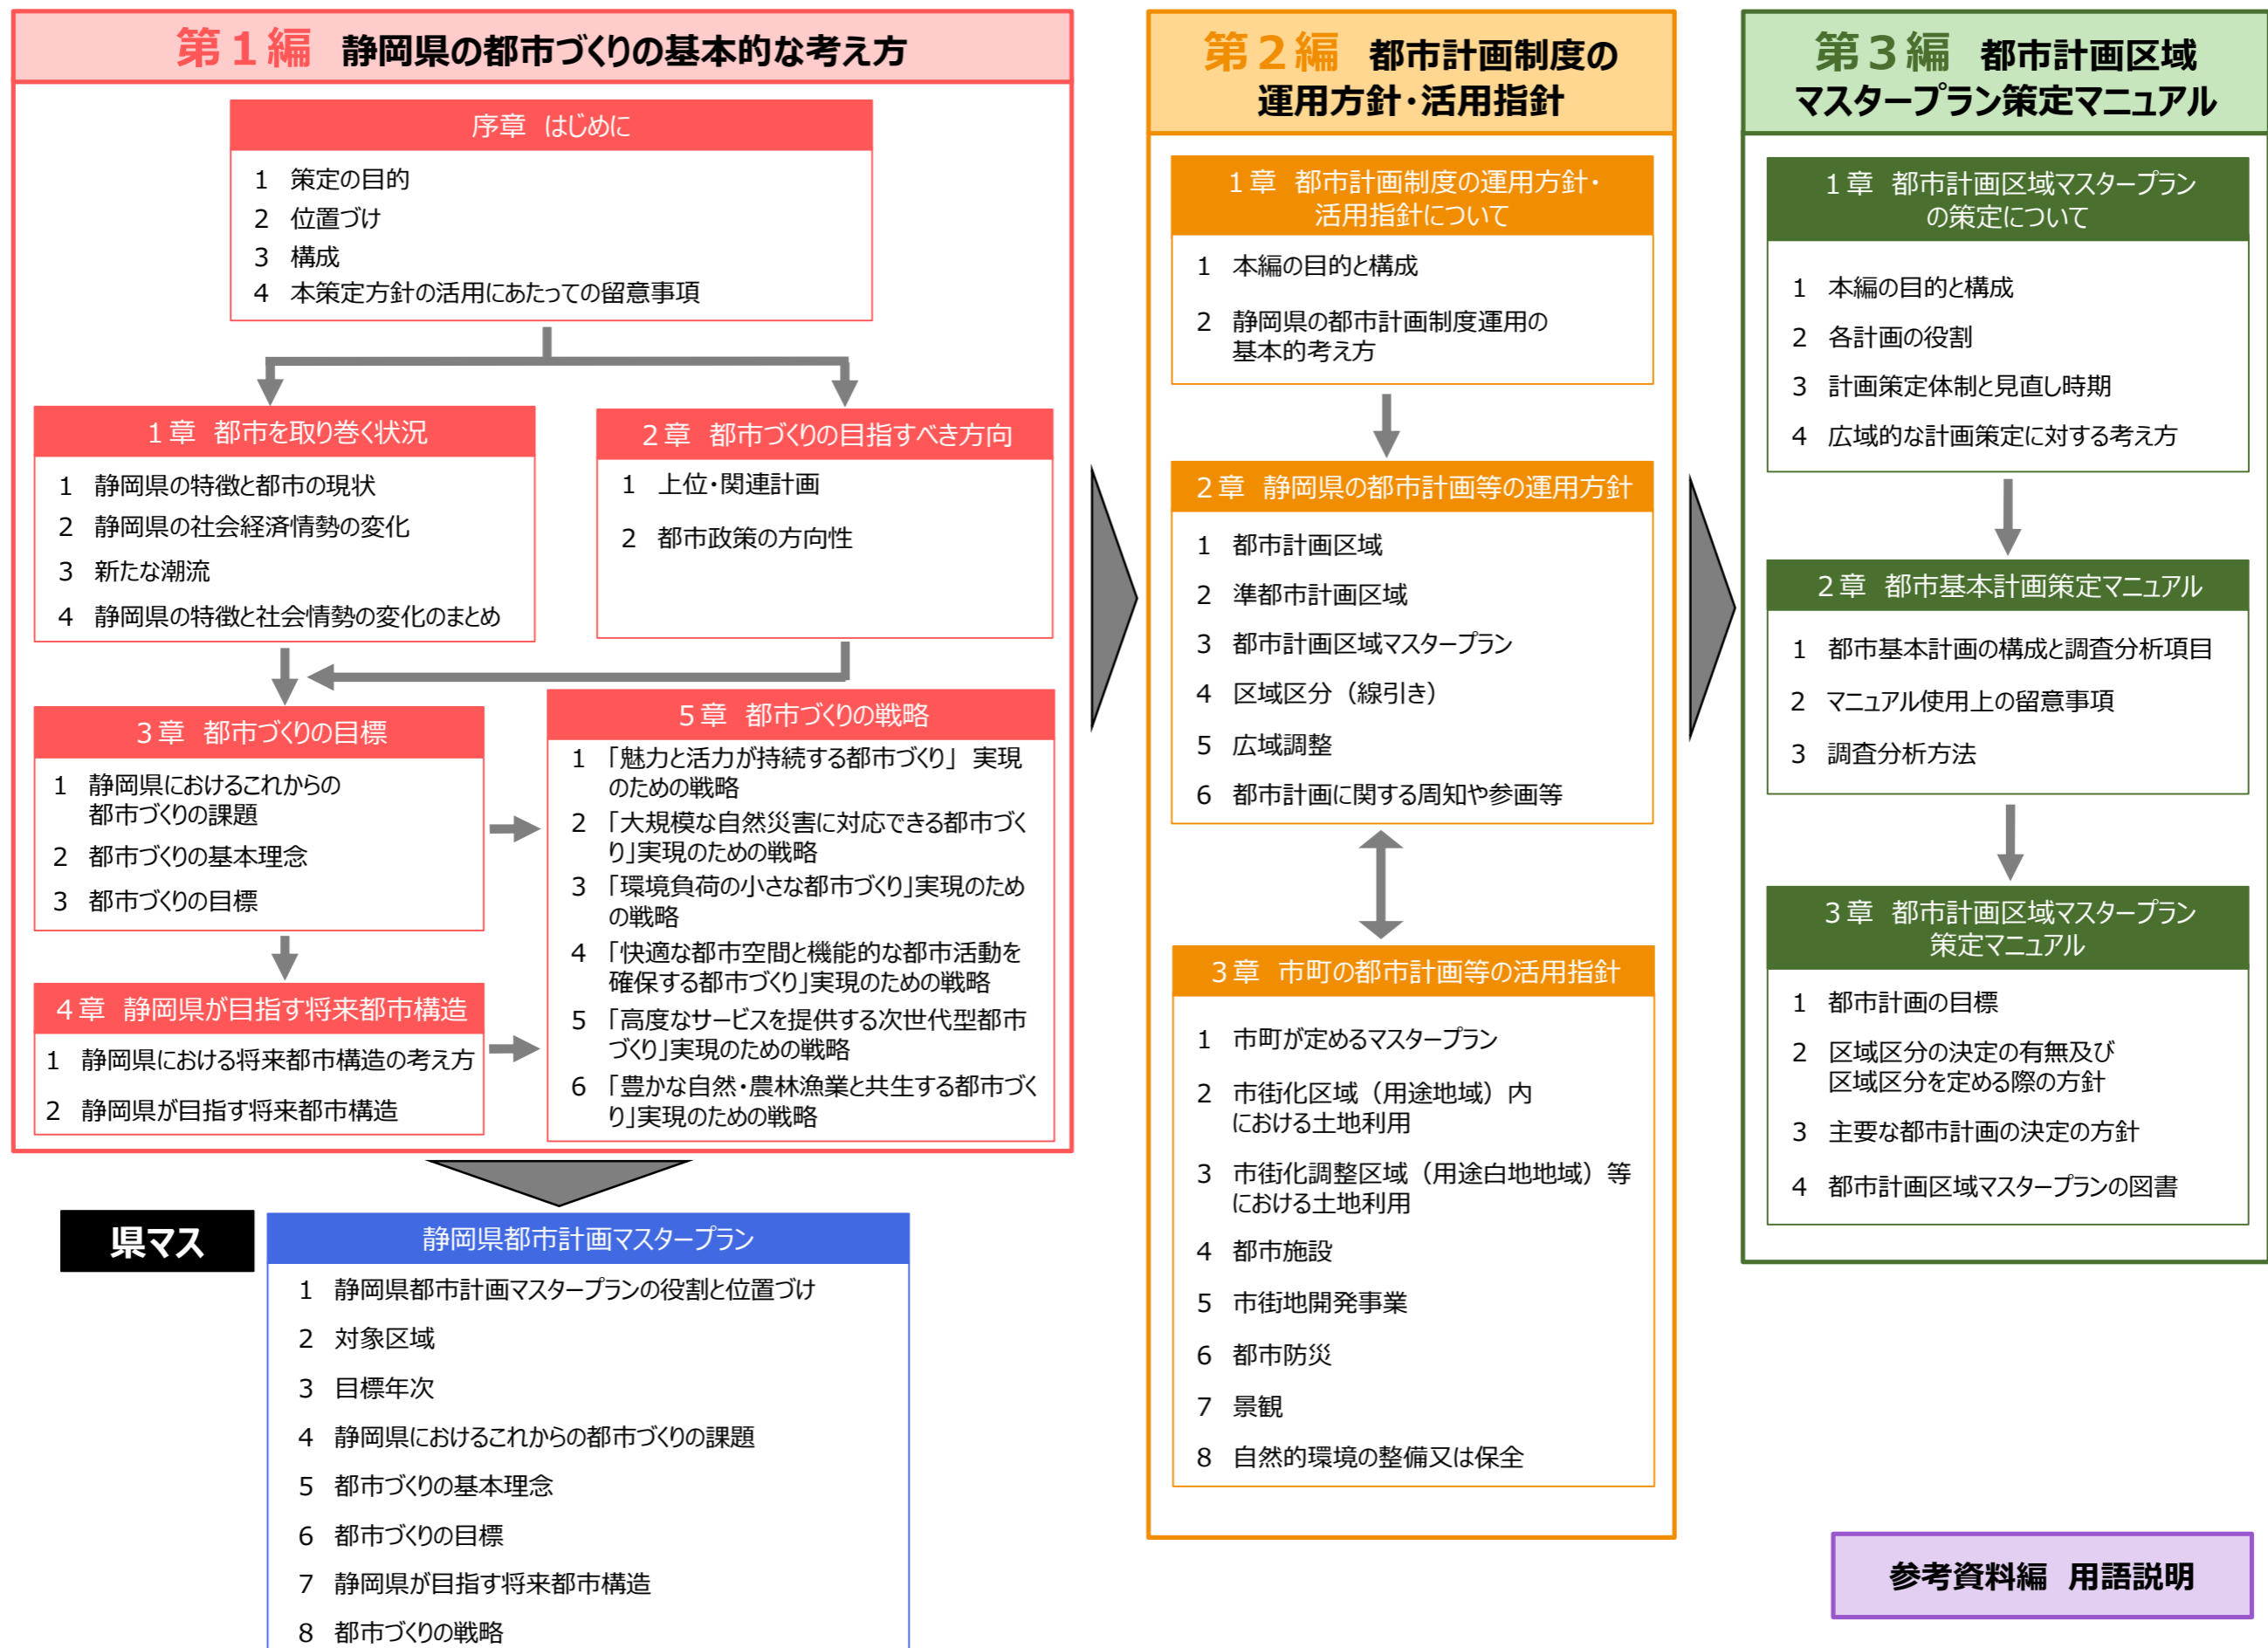 第１編 静岡県の都市づくりの基本的な考え方
序章 はじめに
1 策定の目的
2 位置づけ
3 構成
4 本策定方針の活用にあたっての留意事項
１章 都市を取り巻く状況
1 静岡県の特徴と都市の現状
2 静岡県の社会経済情勢の変化
3 新たな潮流
4 静岡県の特徴と社会情勢の変化のまとめ
２章 都市づくりの目指すべき方向
1 上位・関連計画
2 都市政策の方向性
３章 都市づくりの目標
1 静岡県におけるこれからの
都市づくりの課題
2 都市づくりの基本理念
3 都市づくりの目標
４章 静岡県が目指す将来都市構造
1 静岡県における将来都市構造の考え方
2 静岡県が目指す将来都市構造
５章 都市づくりの戦略
1 「魅力と活力が持続する都市づくり」 実現
のための戦略
2 「大規模な自然災害に対応できる都市づく
り」実現のための戦略
3 「環境負荷の小さな都市づくり」実現のため
の戦略
4 「快適な都市空間と機能的な都市活動を
確保する都市づくり」実現のための戦略
5 「高度なサービスを提供する次世代型都市
づくり」実現のための戦略
6 「豊かな自然・農林漁業と共生する都市づく
り」実現のための戦略
県マス
静岡県都市計画マスタープラン
1 静岡県都市計画マスタープランの役割と位置づけ
2 対象区域
3 目標年次
4 静岡県におけるこれからの都市づくりの課題
5 都市づくりの基本理念
6 都市づくりの目標
7 静岡県が目指す将来都市構造
8 都市づくりの戦略
第２編 都市計画制度の
運用方針・活用指針
１章 都市計画制度の運用方針・
活用指針について
1 本編の目的と構成
2 静岡県の都市計画制度運用の
基本的考え方
２章 静岡県の都市計画等の運用方針
1 都市計画区域
2 準都市計画区域
3 都市計画区域マスタープラン
4 区域区分（線引き）
5 広域調整
6 都市計画に関する周知や参画等
３章 市町の都市計画等の活用指針
1 市町が定めるマスタープラン
2 市街化区域（用途地域）内
における土地利用
3 市街化調整区域（用途白地地域）等
における土地利用
4 都市施設
5 市街地開発事業
6 都市防災
7 景観
8 自然的環境の整備又は保全
第３編 都市計画区域
マスタープラン策定マニュアル
１章 都市計画区域マスタープラン
の策定について
1 本編の目的と構成
2 各計画の役割
3 計画策定体制と見直し時期
4 広域的な計画策定に対する考え方
２章 都市基本計画策定マニュアル
1 都市基本計画の構成と調査分析項目
2 マニュアル使用上の留意事項
3 調査分析方法
３章 都市計画区域マスタープラン
策定マニュアル
1 都市計画の目標
2 区域区分の決定の有無及び
区域区分を定める際の方針
3 主要な都市計画の決定の方針
4 都市計画区域マスタープランの図書
参考資料編 用語説明